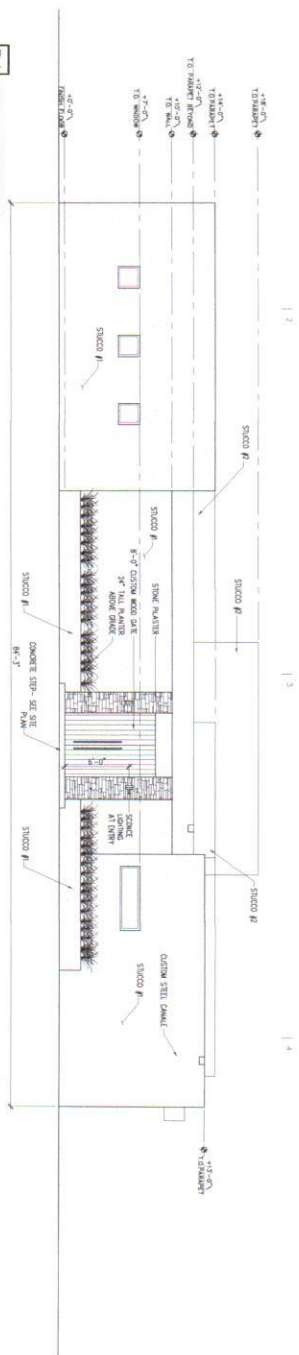 2
3
4
+18'-0"
T.O.PARAPET
+14'-0"
T.O.PARAPET
+12'-0"
T.O. PARAPET BEYOND
+10'-0"
T.O. WALL
+7'-0"
T.O. WINDOW
+0'-0"
FINISH FLOOR
STUCCO #1
STUCCO #2
STUCCO #2
STUCCO #2
STONE PLASTER
STUCCO #1
8'-0" CUSTOM WOOD GATE
24" TALL PLANTER
ABOVE GRADE
8'-0"
SCONCE
LIGHTING
AT ENTRY
CUSTOM STEEL CANALE
STUCCO #1
STUCCO #1
CONCRETE STEP- SEE SITE
PLAN
STUCCO #1
84'-3"
+13'-0"
T.O.PARAPET